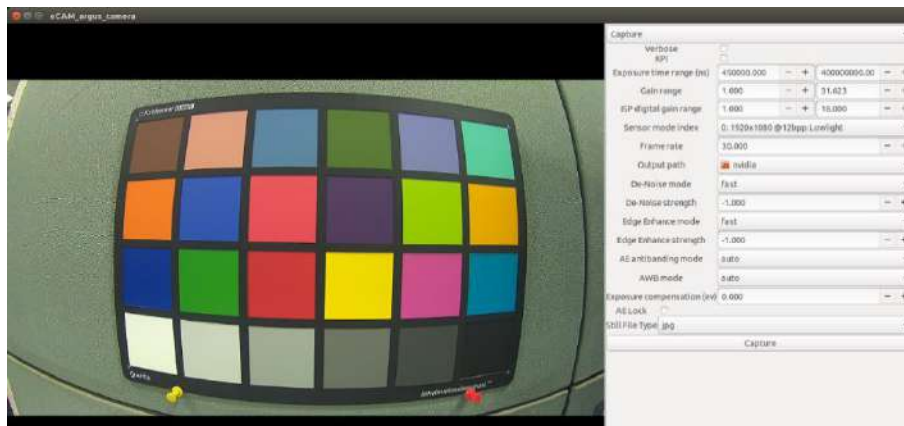 eCAM_argus_camera
Capture
Verbose
KPI
Exposure time range (ns) 450000.000 - + 400000000.00 -
Gain range 1.000 - + 31.623 -
ISP digital gain range 1.000 - + 16.000 -
Sensor mode index 0: 1920x1080 @12bpp:Lowlight
Frame rate 30.000 -
Output path nvidia
De-Noise mode fast
De-Noise strength -1.000 -
Edge Enhance mode fast
Edge Enhance strength -1.000 -
AE antibanding mode auto
AWB mode auto
Exposure compensation (ev) 0.000 -
AE Lock
Still File Type jpg
Capture